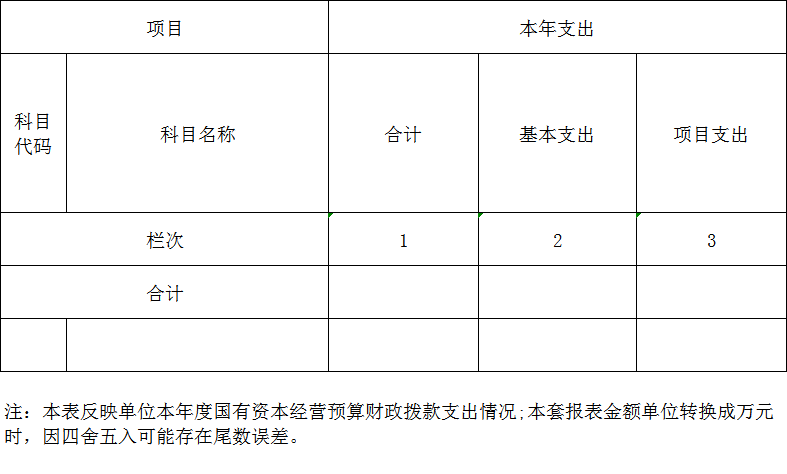 项目 本年支出
科目
代码
科目名称 合计 基本支出 项目支出
栏次 1 2 3
合计
注：本表反映单位本年度国有资本经营预算财政拨款支出情况;本套报表金额单位转换成万元
时，因四舍五入可能存在尾数误差。